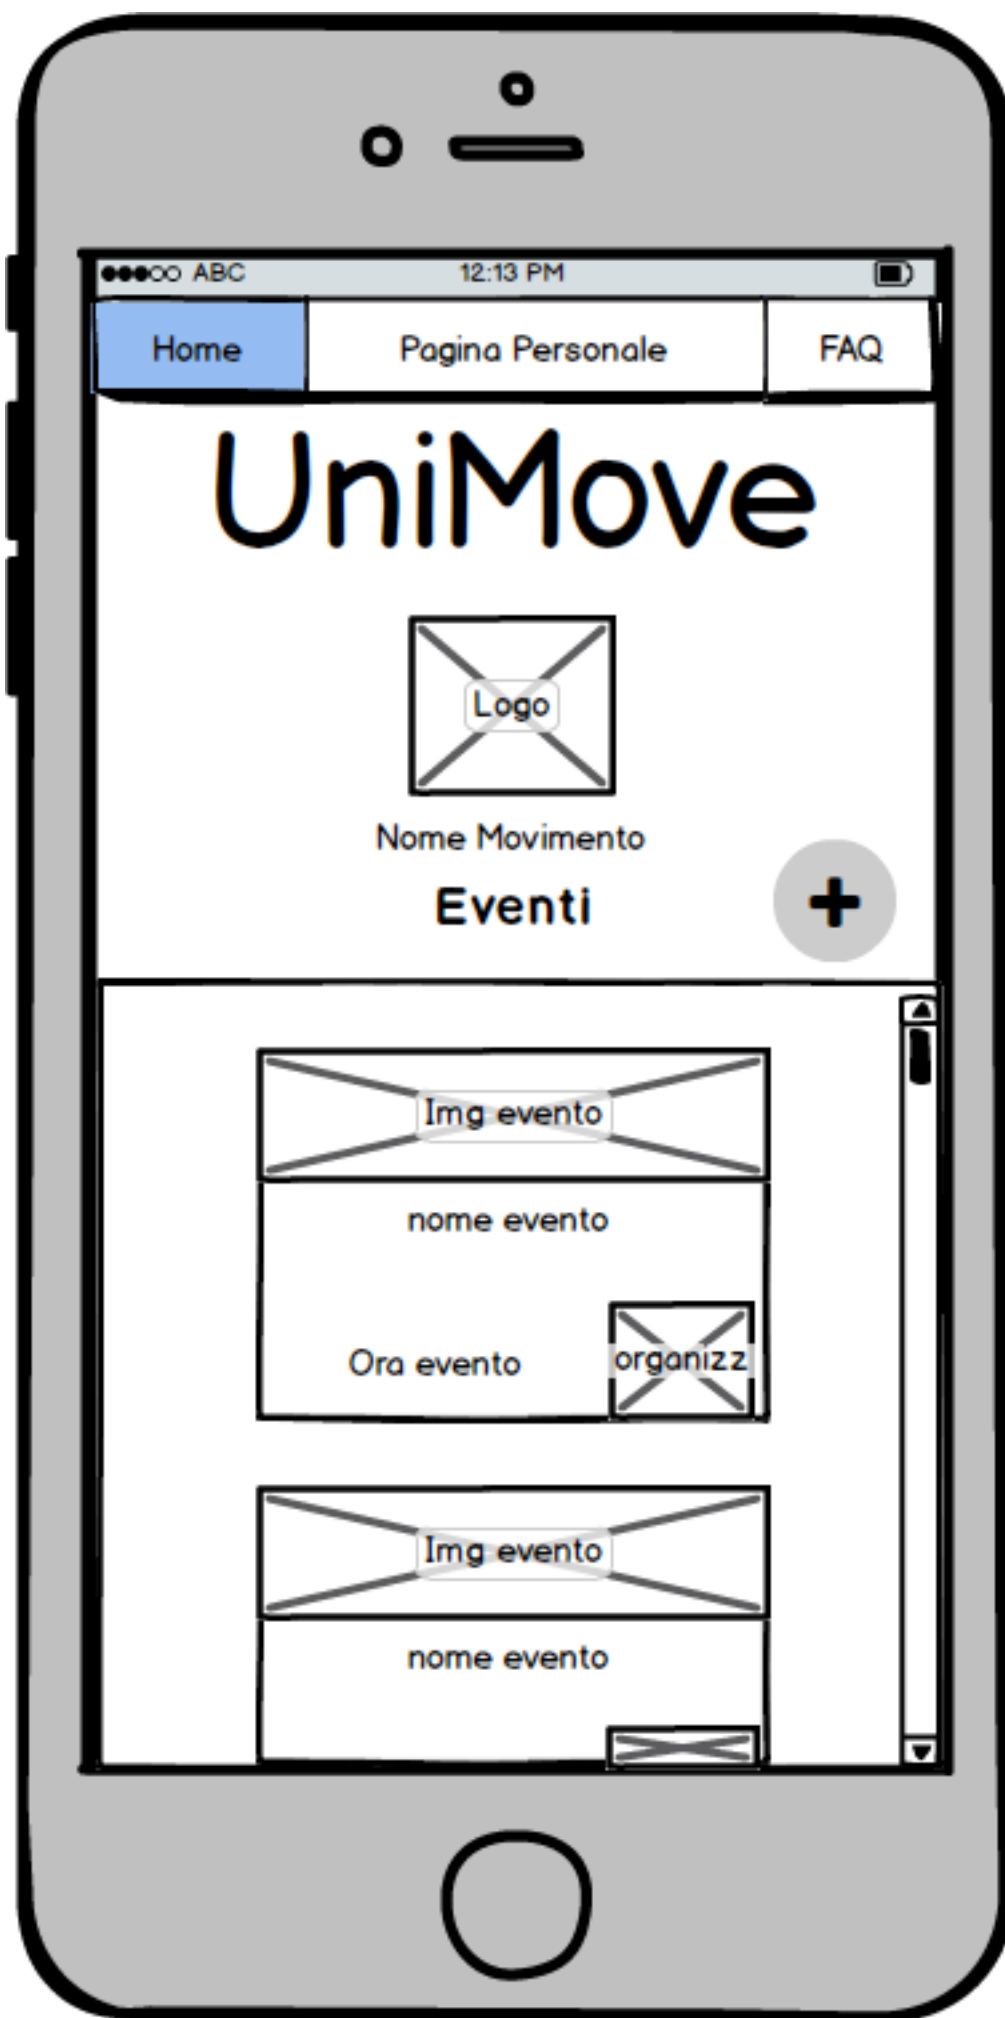 ABC 12:13 PM
Home Pagina Personale FAQ
UniMove
Logo
Nome Movimento
Eventi
+
Img evento
nome evento
Ora evento organizz
Img evento
nome evento